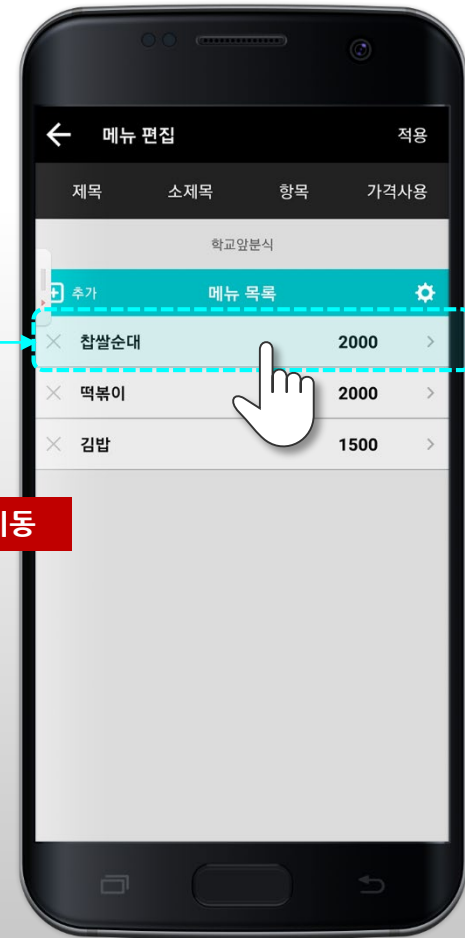 메뉴 편집 적용
제목 소제목 항목 가격사용
학교앞분식
추가 메뉴 목록
찹쌀순대 2000
떡볶이 2000
김밥 1500
이동